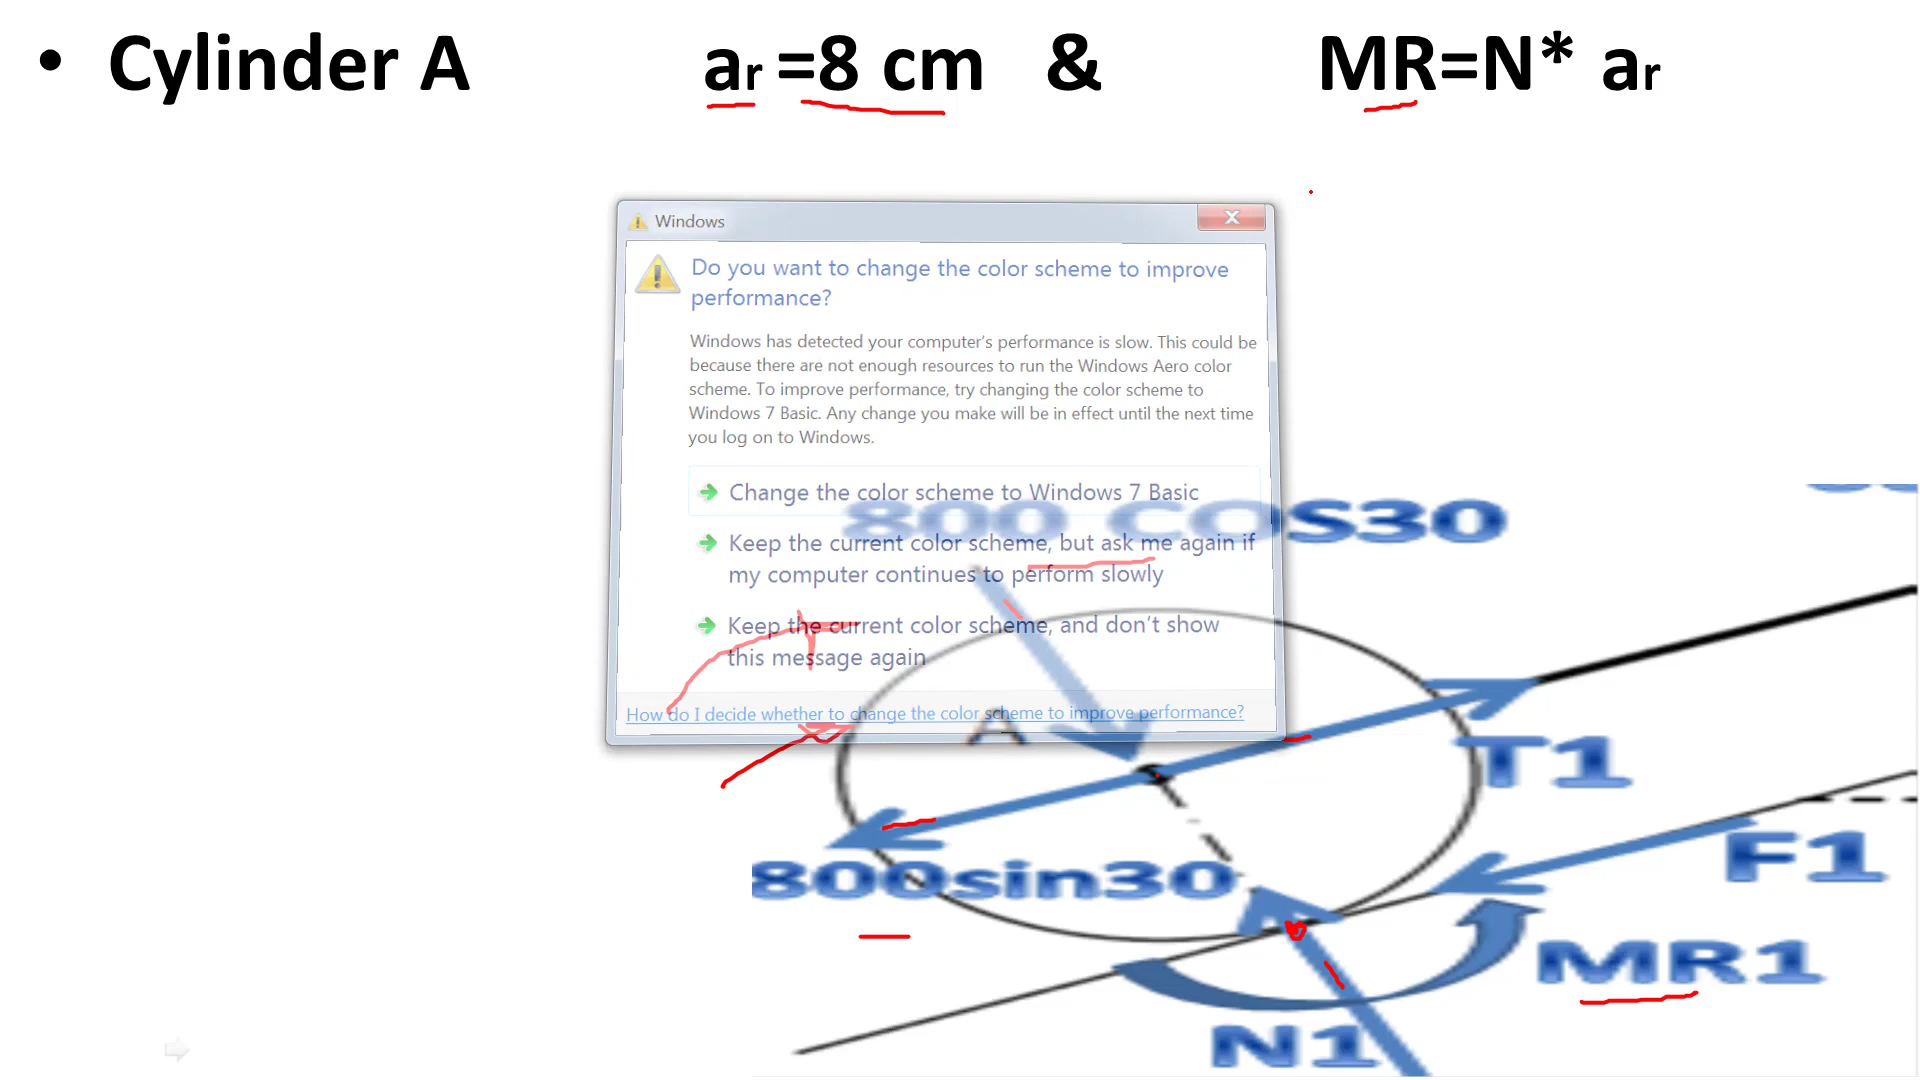 • Cylinder A ar =8 cm & MR=N* ar
Windows
Do you want to change the color scheme to improve
performance?
Windows has detected your computer's performance is slow. This could be
because there are not enough resources to run the Windows Aero color
scheme. To improve performance, try changing the color scheme to
Windows 7 Basic. Any change you make will be in effect until the next time
you log on to Windows.
Change the color scheme to Windows 7 Basic
800 COS30
Keep the current color scheme, but ask me again if
my computer continues to perform slowly
Keep the current color scheme, and don't show
this message again
How do I decide whether to change the color scheme to improve performance?
A
T1
F1
800sin30
MR1
N1